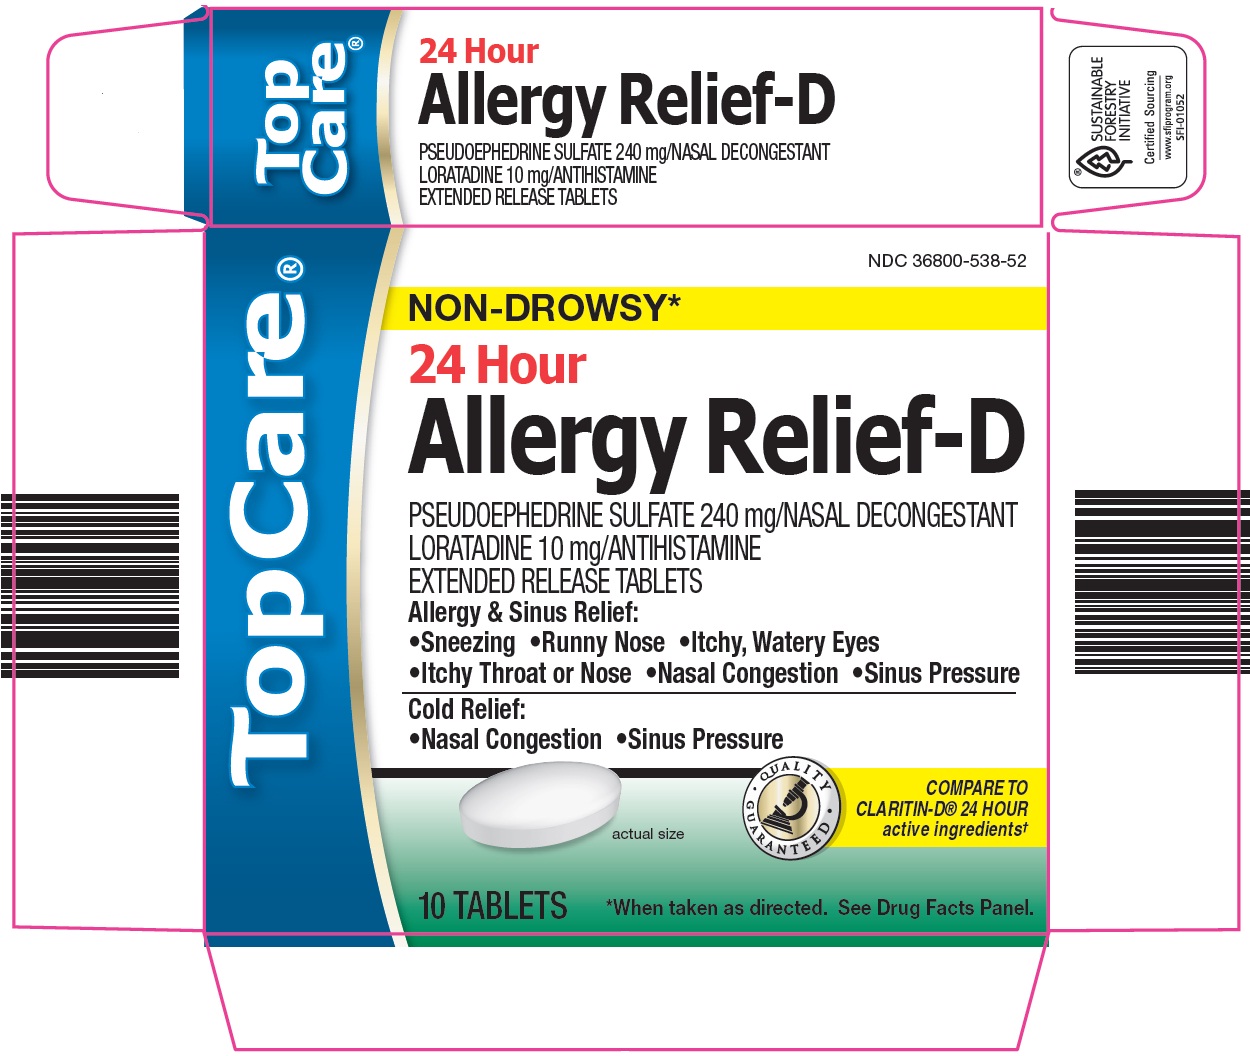 Top
Care®
24 Hour
Allergy Relief-D
PSEUDOEPHEDRINE SULFATE 240 mg/NASAL DECONGESTANT
LORATADINE 10 mg/ANTIHISTAMINE
EXTENDED RELEASE TABLETS
®
SUSTAINABLE
FORESTRY
INITIATIVE
Certified Sourcing
www.sfiprogram.org
SFI-01052
TopCare®
NDC 36800-538-52
NON-DROWSY*
24 Hour
Allergy Relief-D
PSEUDOEPHEDRINE SULFATE 240 mg/NASAL DECONGESTANT
LORATADINE 10 mg/ANTIHISTAMINE
EXTENDED RELEASE TABLETS
Allergy & Sinus Relief:
•Sneezing •Runny Nose •Itchy, Watery Eyes
•Itchy Throat or Nose •Nasal Congestion •Sinus Pressure
Cold Relief:
•Nasal Congestion •Sinus Pressure
actual size
• QUALITY •
GUARANTEED
COMPARE TO
CLARITIN-D® 24 HOUR
active ingredients†
10 TABLETS
*When taken as directed. See Drug Facts Panel.